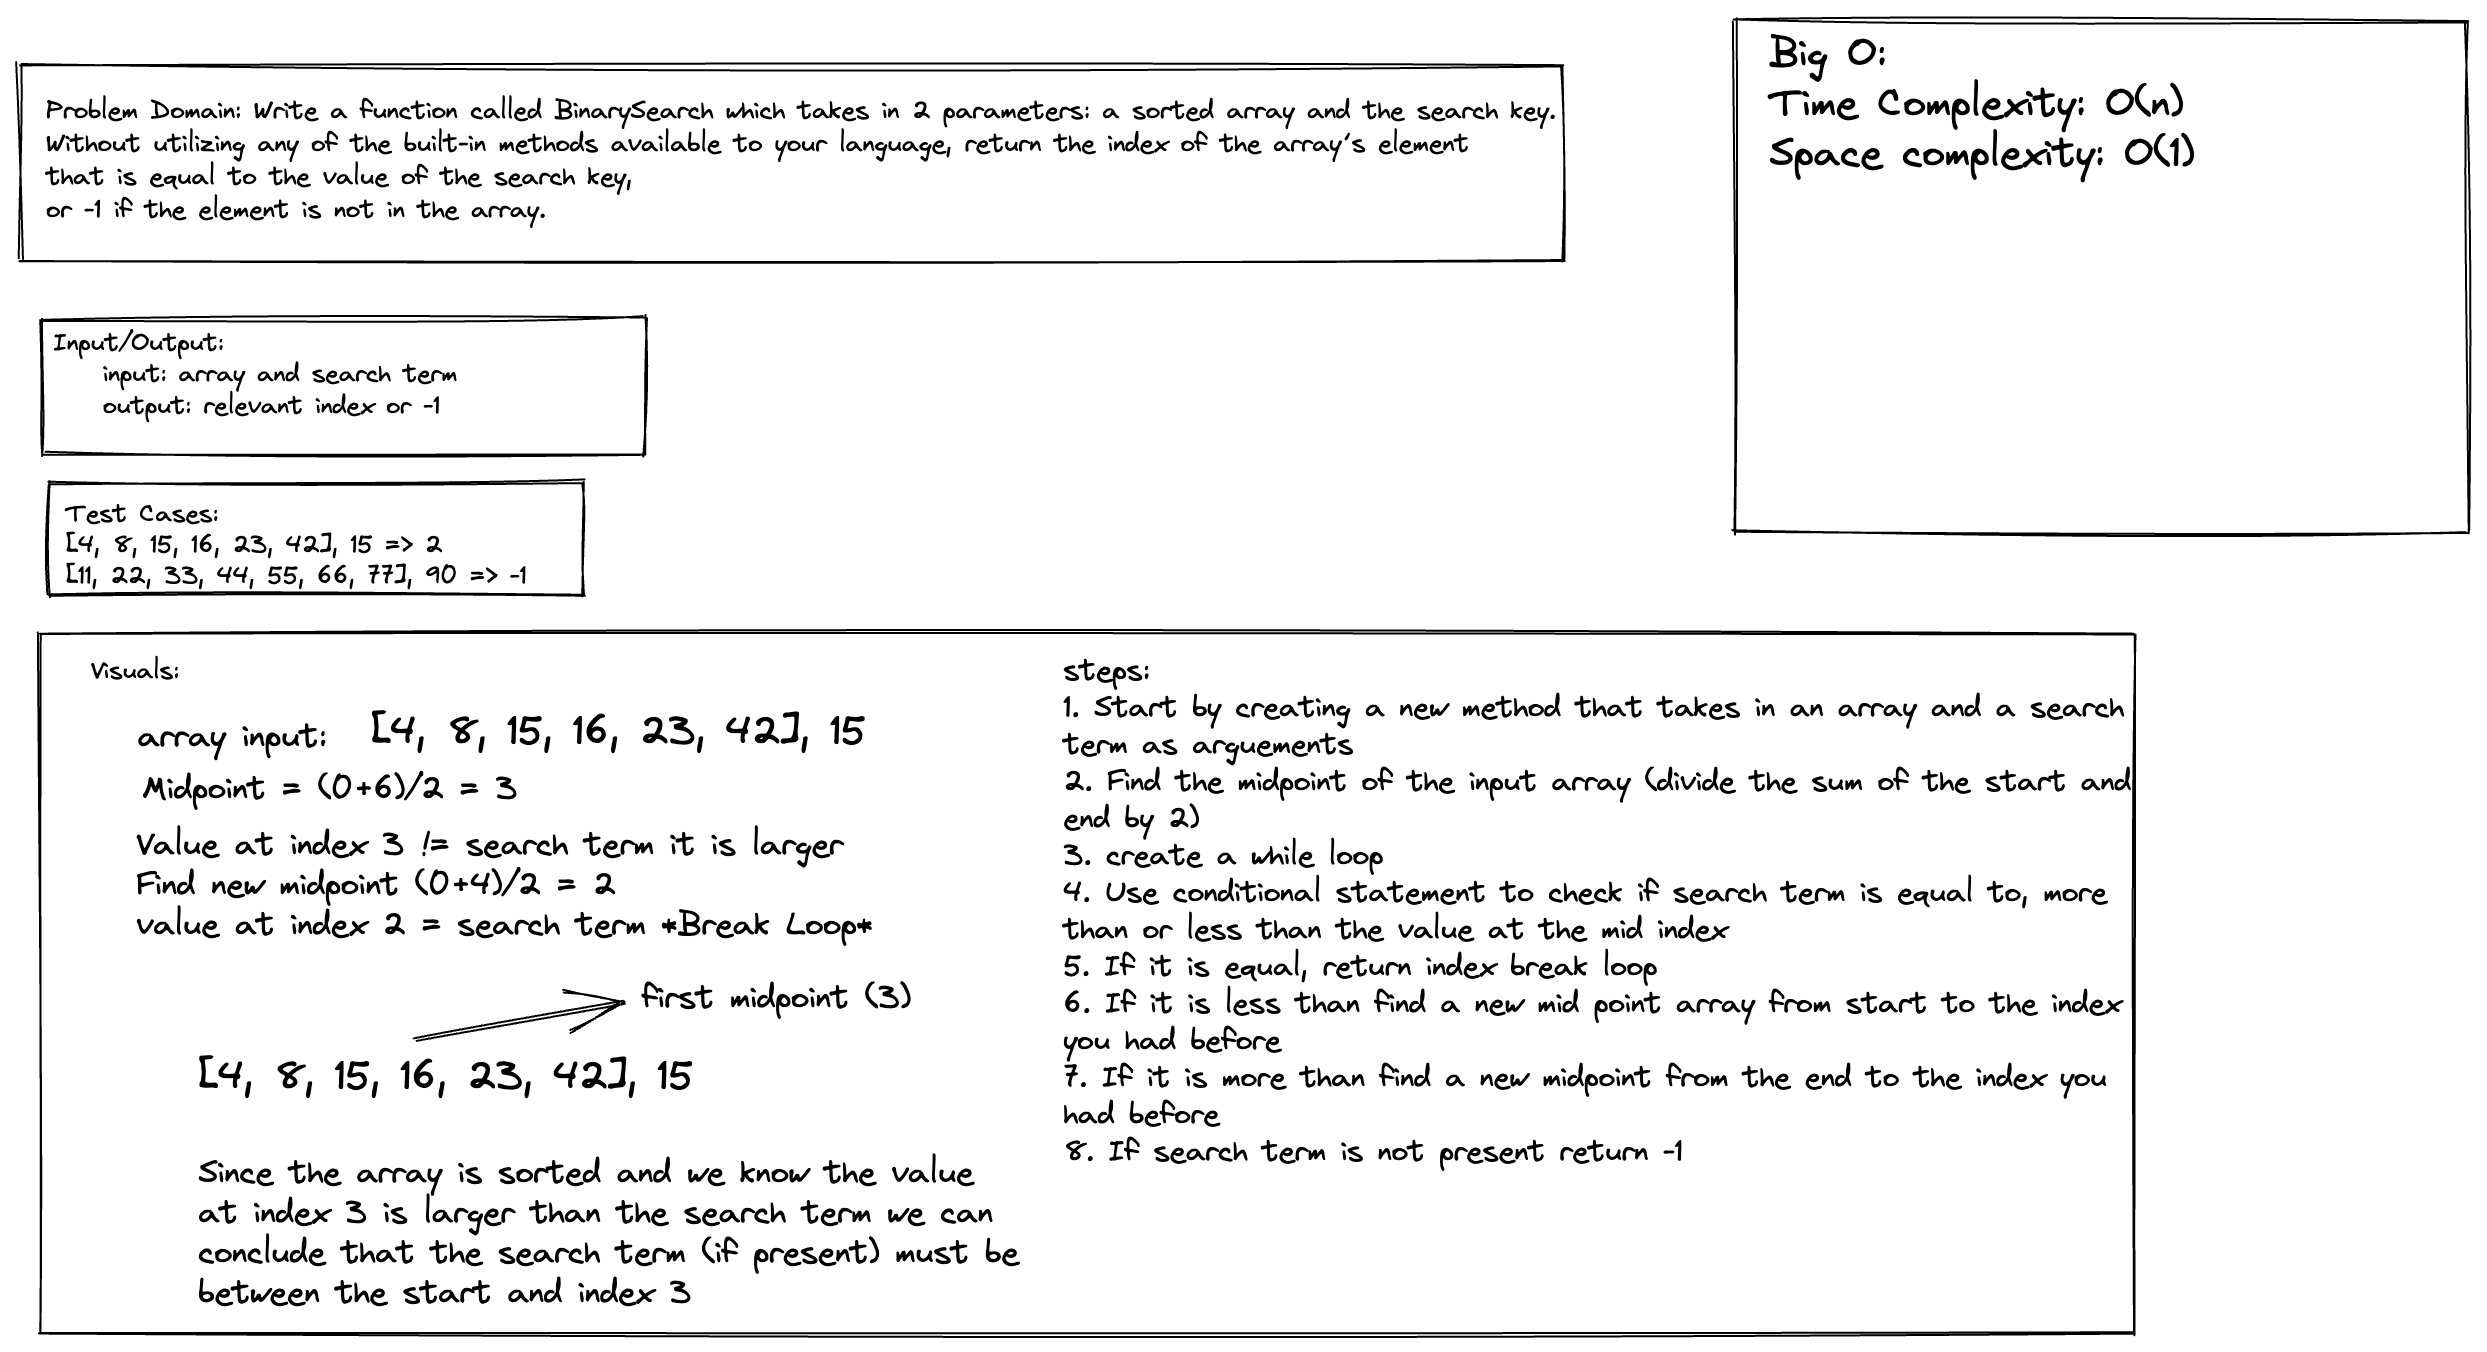 Problem Domain: Write a function called BinarySearch which takes in 2 parameters: a sorted array and the search key.
Without utilizing any of the built-in methods available to your language, return the index of the array's element
that is equal to the value of the search key,
or -1 if the element is not in the array.
Big O:
Time Complexity: O(n)
Space complexity: O(1)
Input/Output:
input: array and search term
output: relevant index or -1
Test Cases:
[4, 8, 15, 16, 23, 42], 15 => 2
[11, 22, 33, 44, 55, 66, 77], 90 => -1
Visuals:
array input: [4, 8, 15, 16, 23, 42], 15
Midpoint = (0+6)/2 = 3
Value at index 3 != search term it is larger
Find new midpoint (0+4)/2 = 2
value at index 2 = search term *Break Loop*
first midpoint (3)
[4, 8, 15, 16, 23, 42], 15
Since the array is sorted and we know the value
at index 3 is larger than the search term we can
conclude that the search term (if present) must be
between the start and index 3
steps:
1. Start by creating a new method that takes in an array and a search
term as arguements
2. Find the midpoint of the input array (divide the sum of the start and
end by 2)
3. create a while loop
4. Use conditional statement to check if search term is equal to, more
than or less than the value at the mid index
5. If it is equal, return index break loop
6. If it is less than find a new mid point array from start to the index
you had before
7. If it is more than find a new midpoint from the end to the index you
had before
8. If search term is not present return -1